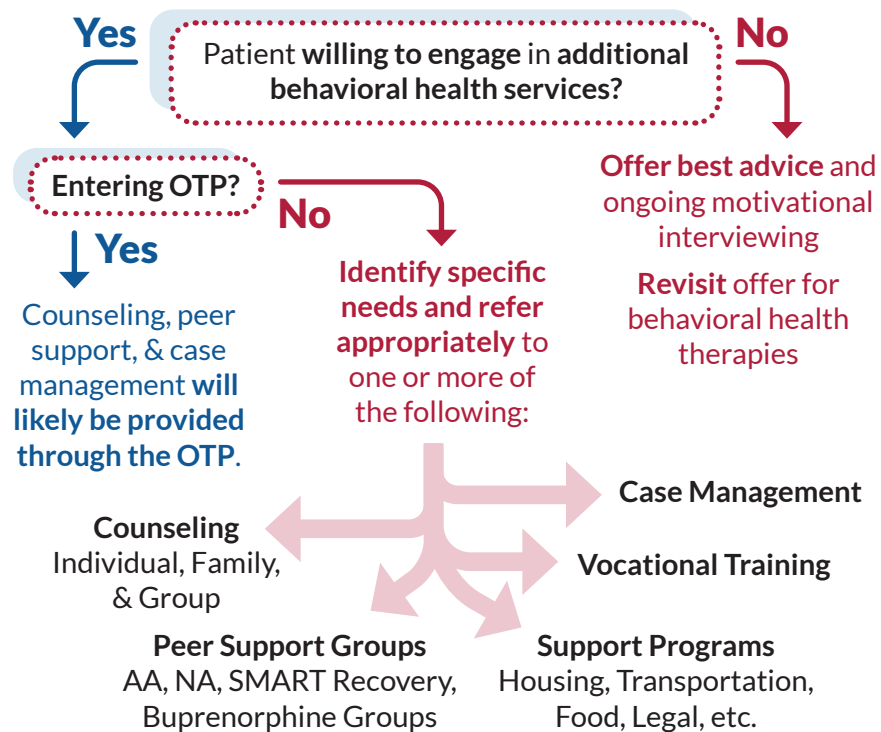 Yes
Patient willing to engage in additional
behavioral health services?
No
Entering OTP?
Yes
Counseling, peer
support, & case
management will
likely be provided
through the OTP.
No
Identify specific
needs and refer
appropriately to
one or more of
the following:
Offer best advice and
ongoing motivational
interviewing
Revisit offer for
behavioral health
therapies
Counseling
Individual, Family,
& Group
Case Management
Vocational Training
Peer Support Groups
AA, NA, SMART Recovery,
Buprenorphine Groups
Support Programs
Housing, Transportation,
Food, Legal, etc.